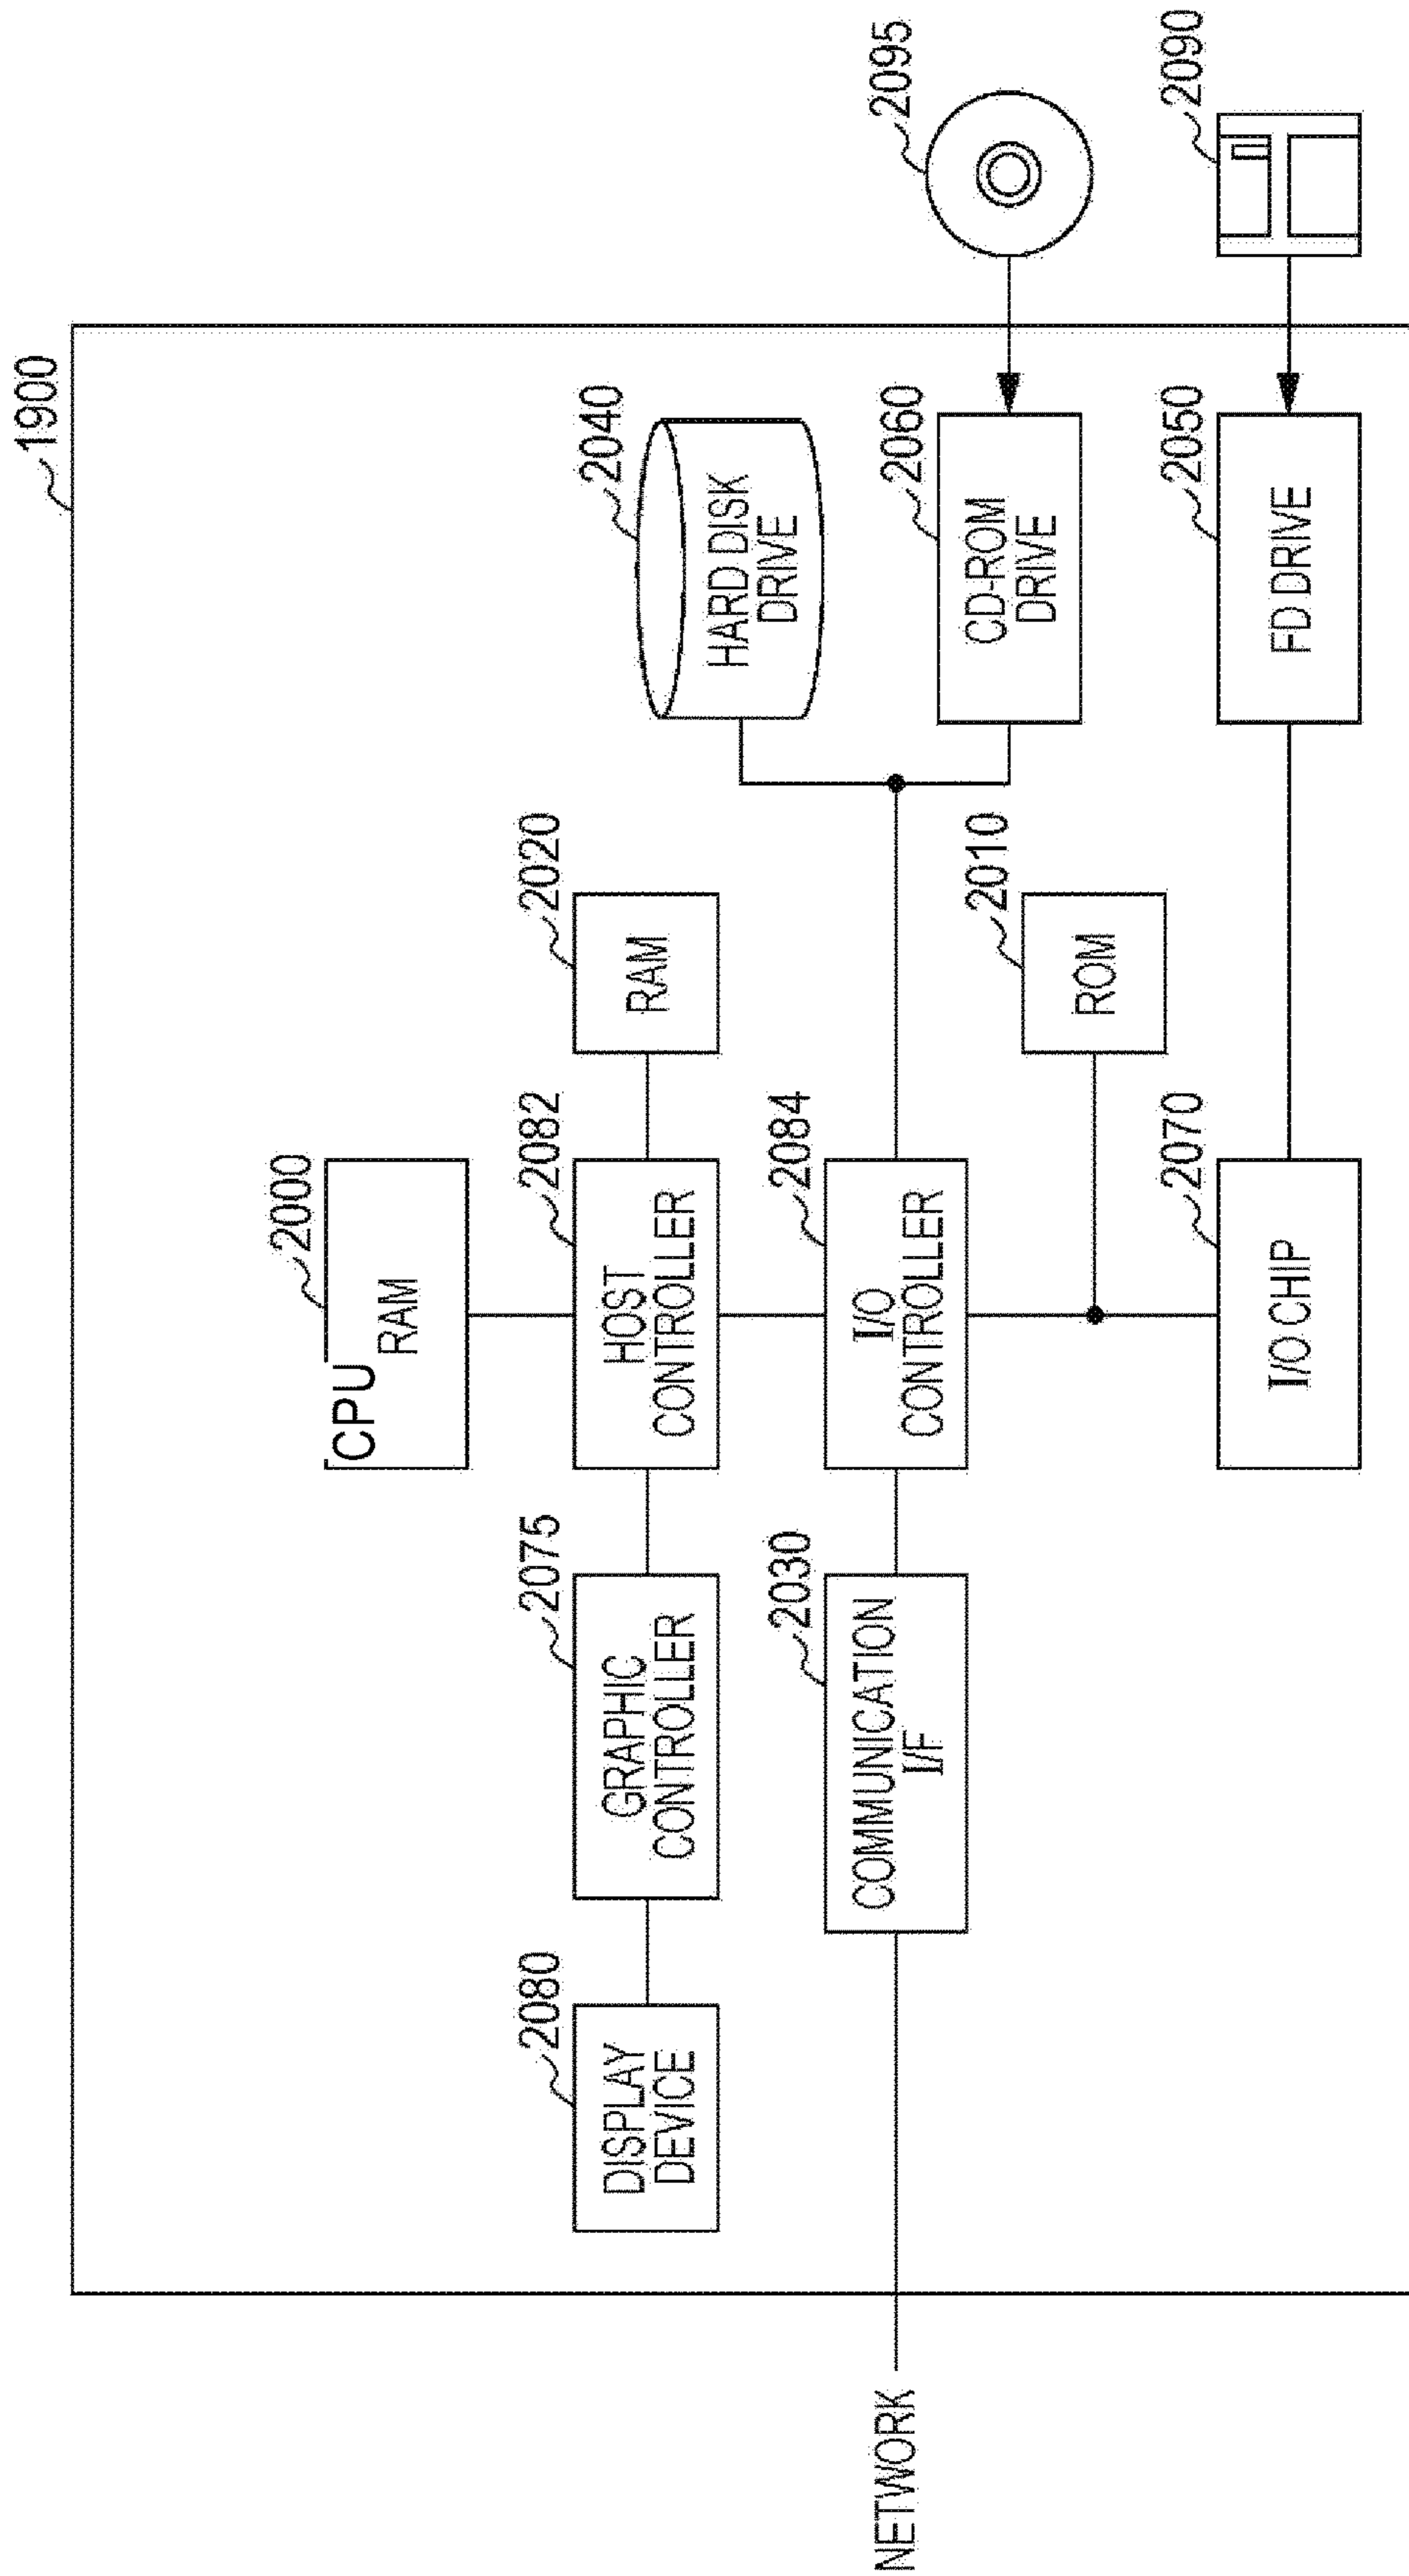 1900
2000
CPU
RAM
2080
DISPLAY
DEVICE
2075
GRAPHIC
CONTROLLER
2082
HOST
CONTROLLER
2020
RAM
2040
HARD DISK
DRIVE
NETWORK
2030
COMMUNICATION
I/F
2084
I/O
CONTROLLER
2060
CD-ROM
DRIVE
2095
2010
ROM
2070
I/O CHIP
2050
FD DRIVE
2090